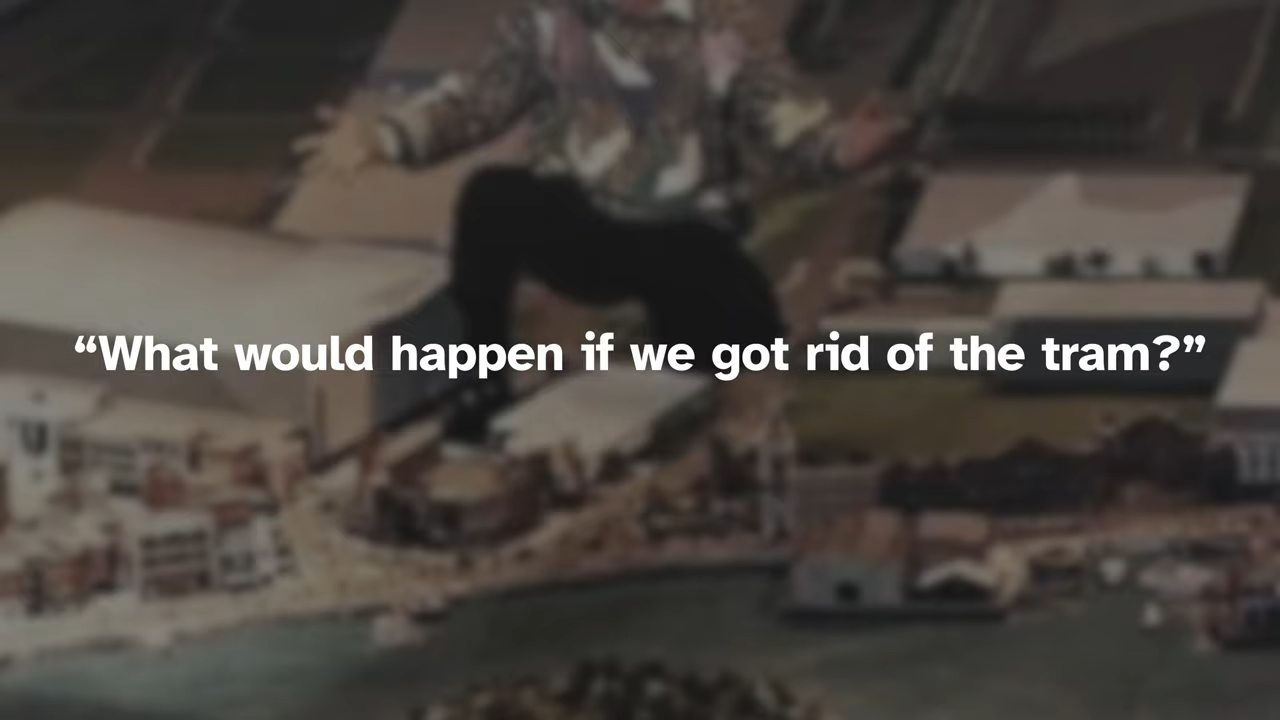 “What would happen if we got rid of the tram?”